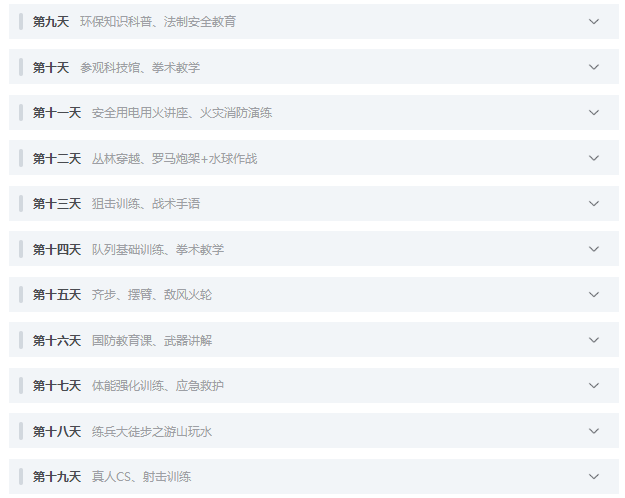 第九天 环保知识科普、法制安全教育
第十天 参观科技馆、拳术教学
第十一天 安全用电用火讲座、火灾消防演练
第十二天 丛林穿越、罗马炮架+水球作战
第十三天 狙击训练、战术手语
第十四天 队列基础训练、拳术教学
第十五天 齐步、摆臂、敌风火轮
第十六天 国防教育课、武器讲解
第十七天 体能强化训练、应急救护
第十八天 练兵大徒步之游山玩水
第十九天 真人CS、射击训练